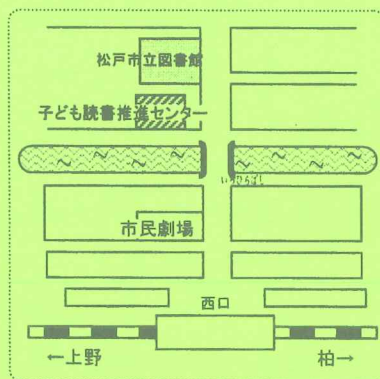 松戸市立図書館
子ども読書推進センター
市民劇場
西口
←上野
柏→